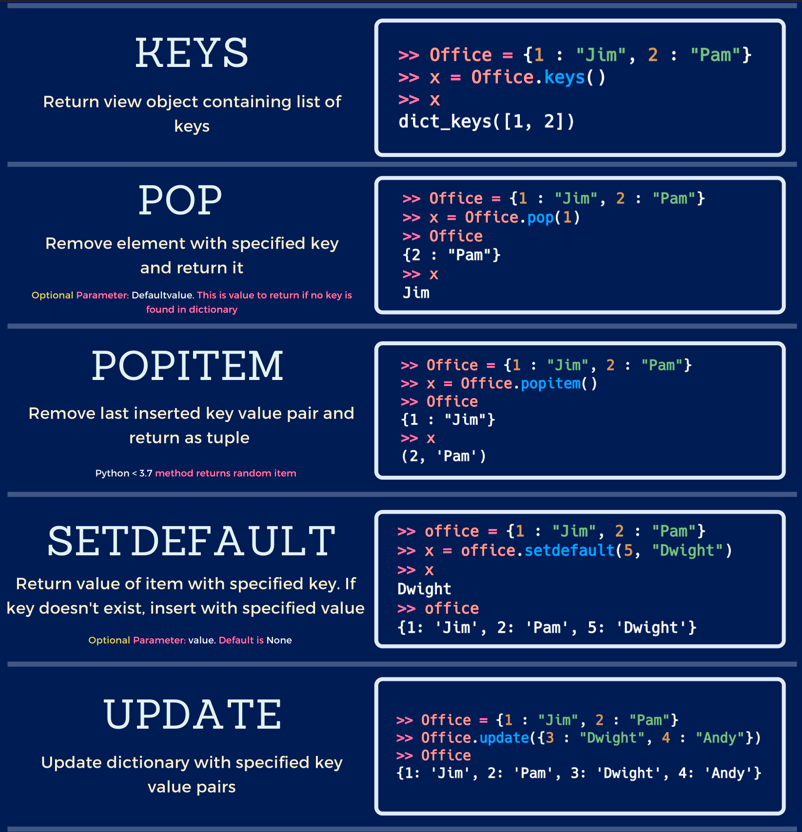 KEYS
Return view object containing list of
keys
>> Office = {1 : "Jim", 2 : "Pam"}
>> x = Office.keys()
>> x
dict_keys([1, 2])
POP
Remove element with specified key
and return it
Optional Parameter: Defaultvalue. This is value to return if no key is
found in dictionary
>> Office = {1 : "Jim", 2 : "Pam"}
>> x = Office.pop(1)
>> Office
{2 : "Pam"}
>> x
Jim
POPITEM
Remove last inserted key value pair and
return as tuple
Python < 3.7 method returns random item
>> Office = {1 : "Jim", 2 : "Pam"}
>> x = Office.popitem()
>> Office
{1 : "Jim"}
>> x
(2, 'Pam')
SETDEFAULT
Return value of item with specified key. If
key doesn't exist, insert with specified value
Optional Parameter: value. Default is None
>> office = {1 : "Jim", 2 : "Pam"}
>> x = office.setdefault(5, "Dwight")
>> x
Dwight
>> office
{1: 'Jim', 2: 'Pam', 5: 'Dwight'}
UPDATE
Update dictionary with specified key
value pairs
>> Office = {1 : "Jim", 2 : "Pam"}
>> Office.update({3 : "Dwight", 4 : "Andy"})
>> Office
{1: 'Jim', 2: 'Pam', 3: 'Dwight', 4: 'Andy'}